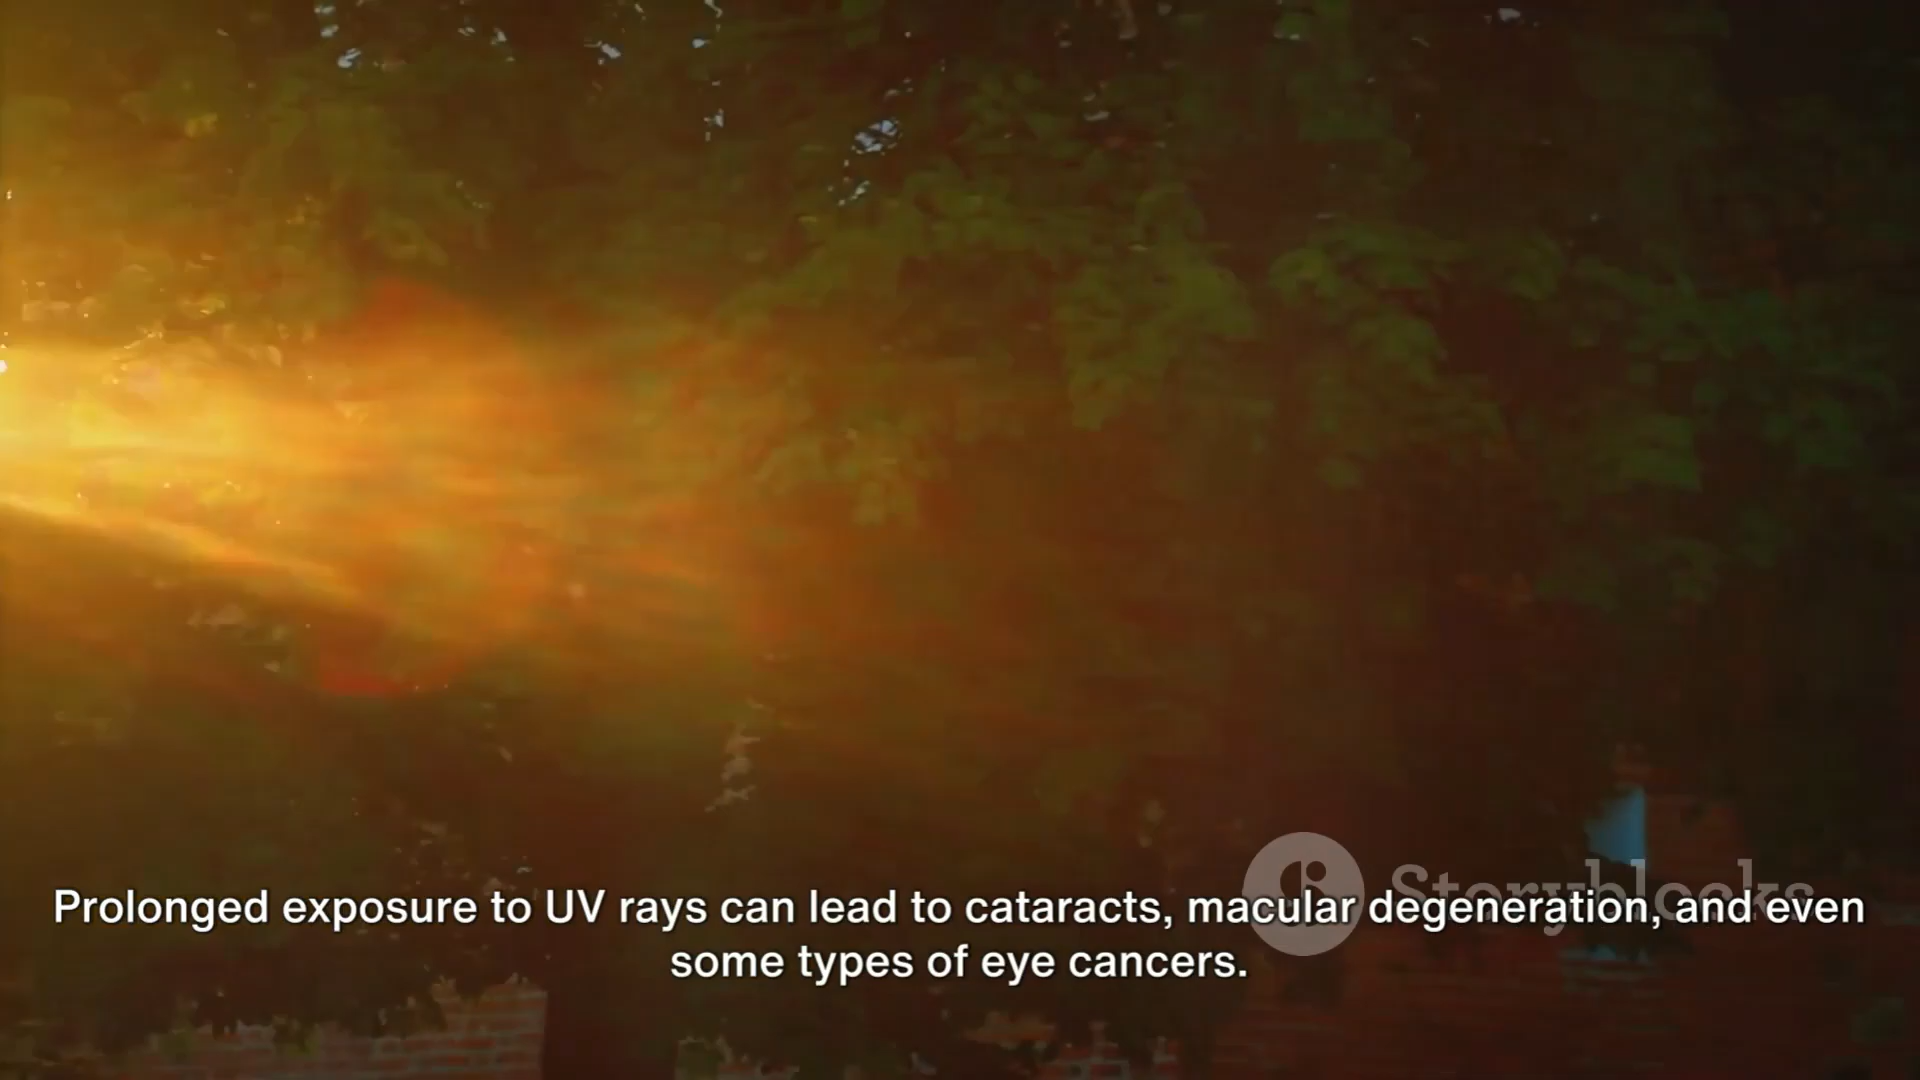 Storyblocks
Prolonged exposure to UV rays can lead to cataracts, macular degeneration, and even
some types of eye cancers.